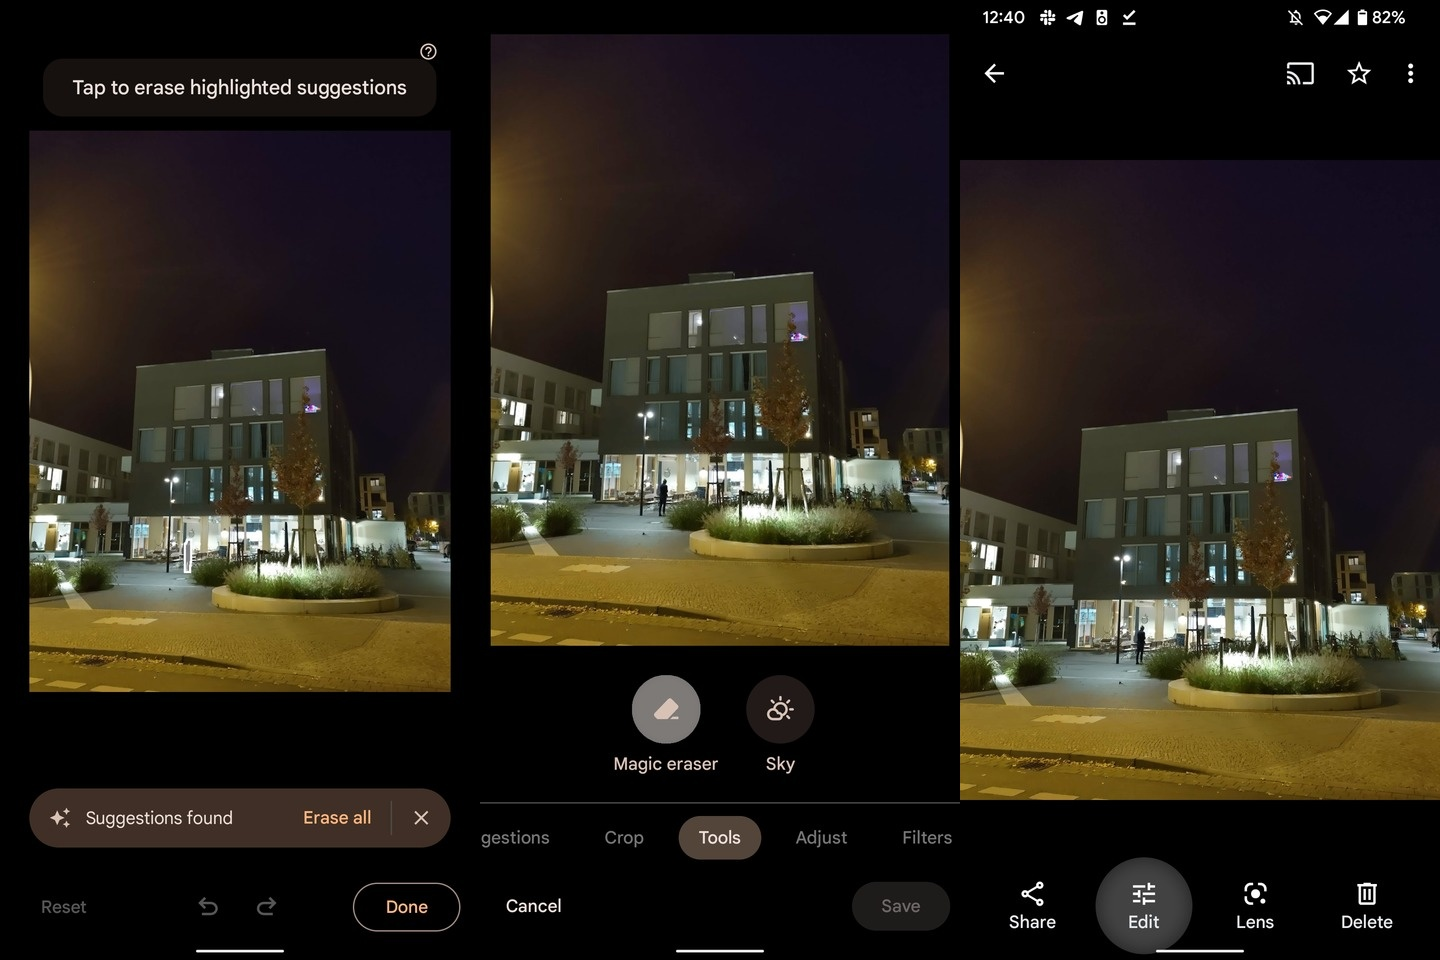 Tap to erase highlighted suggestions
Suggestions found
Erase all
Reset
Done
Magic eraser
Sky
gestions
Crop
Tools
Adjust
Filters
Cancel
Save
12:40
82%
Share
Edit
Lens
Delete